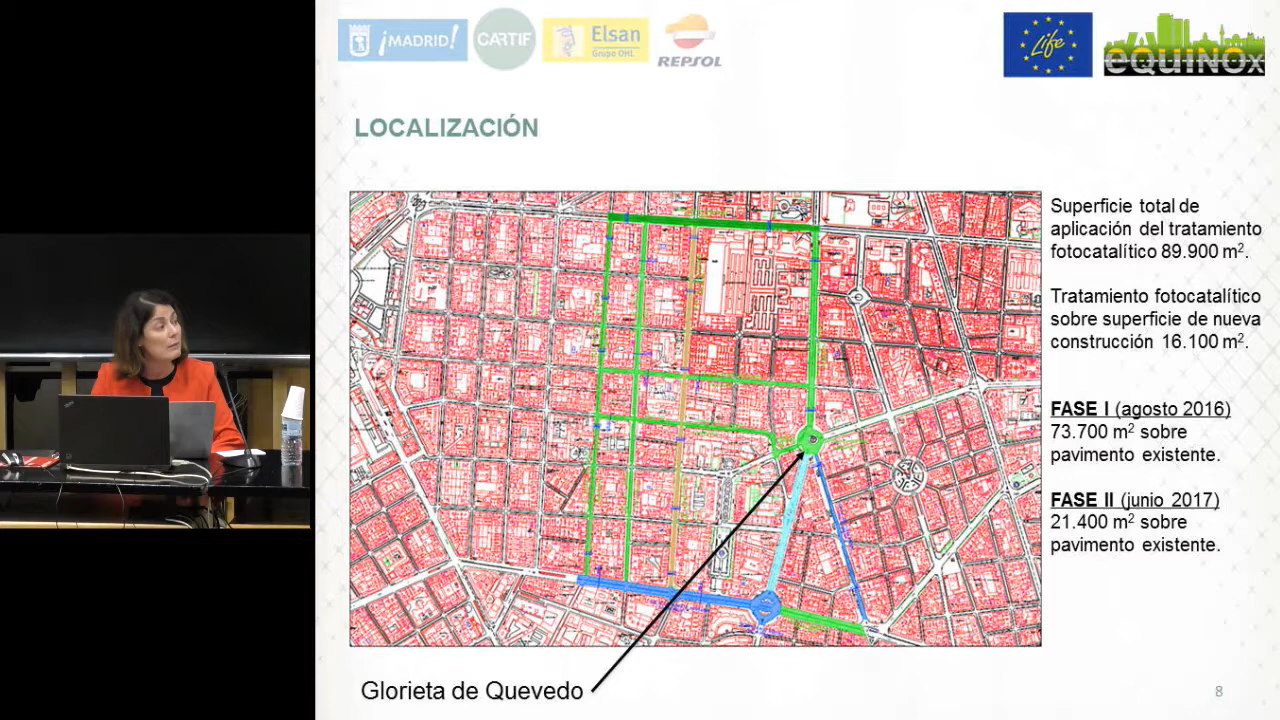 ¡MADRID!
CARTIF
Elsan
Grupo OHL
REPSOL
Life
eQUINOx
LOCALIZACIÓN
Superficie total de
aplicación del tratamiento
fotocatalítico 89.900 m².
Tratamiento fotocatalítico
sobre superficie de nueva
construcción 16.100 m².
FASE I (agosto 2016)
73.700 m² sobre
pavimento existente.
FASE II (junio 2017)
21.400 m² sobre
pavimento existente.
Glorieta de Quevedo
8